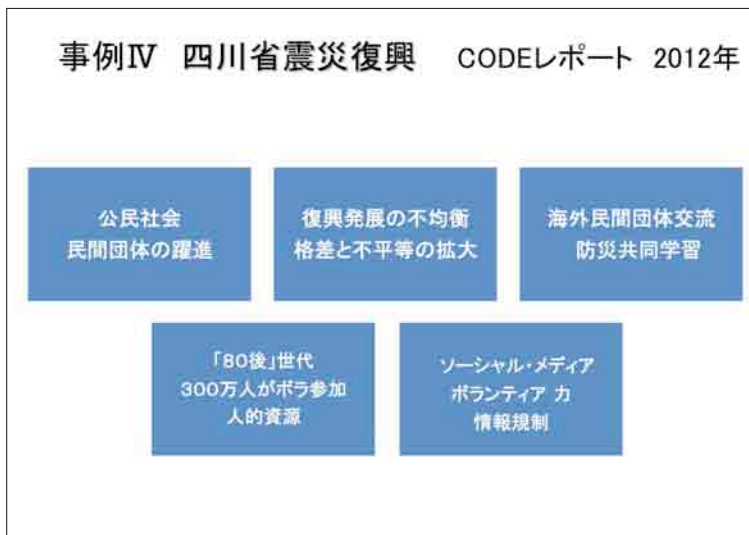 事例Ⅳ 四川省震災復興 CODEレポート 2012年
公民社会
民間団体の躍進
復興発展の不均衡
格差と不平等の拡大
海外民間団体交流
防災共同学習
「80後」世代
300万人がボラ参加
人的資源
ソーシャル・メディア
ボランティア 力
情報規制